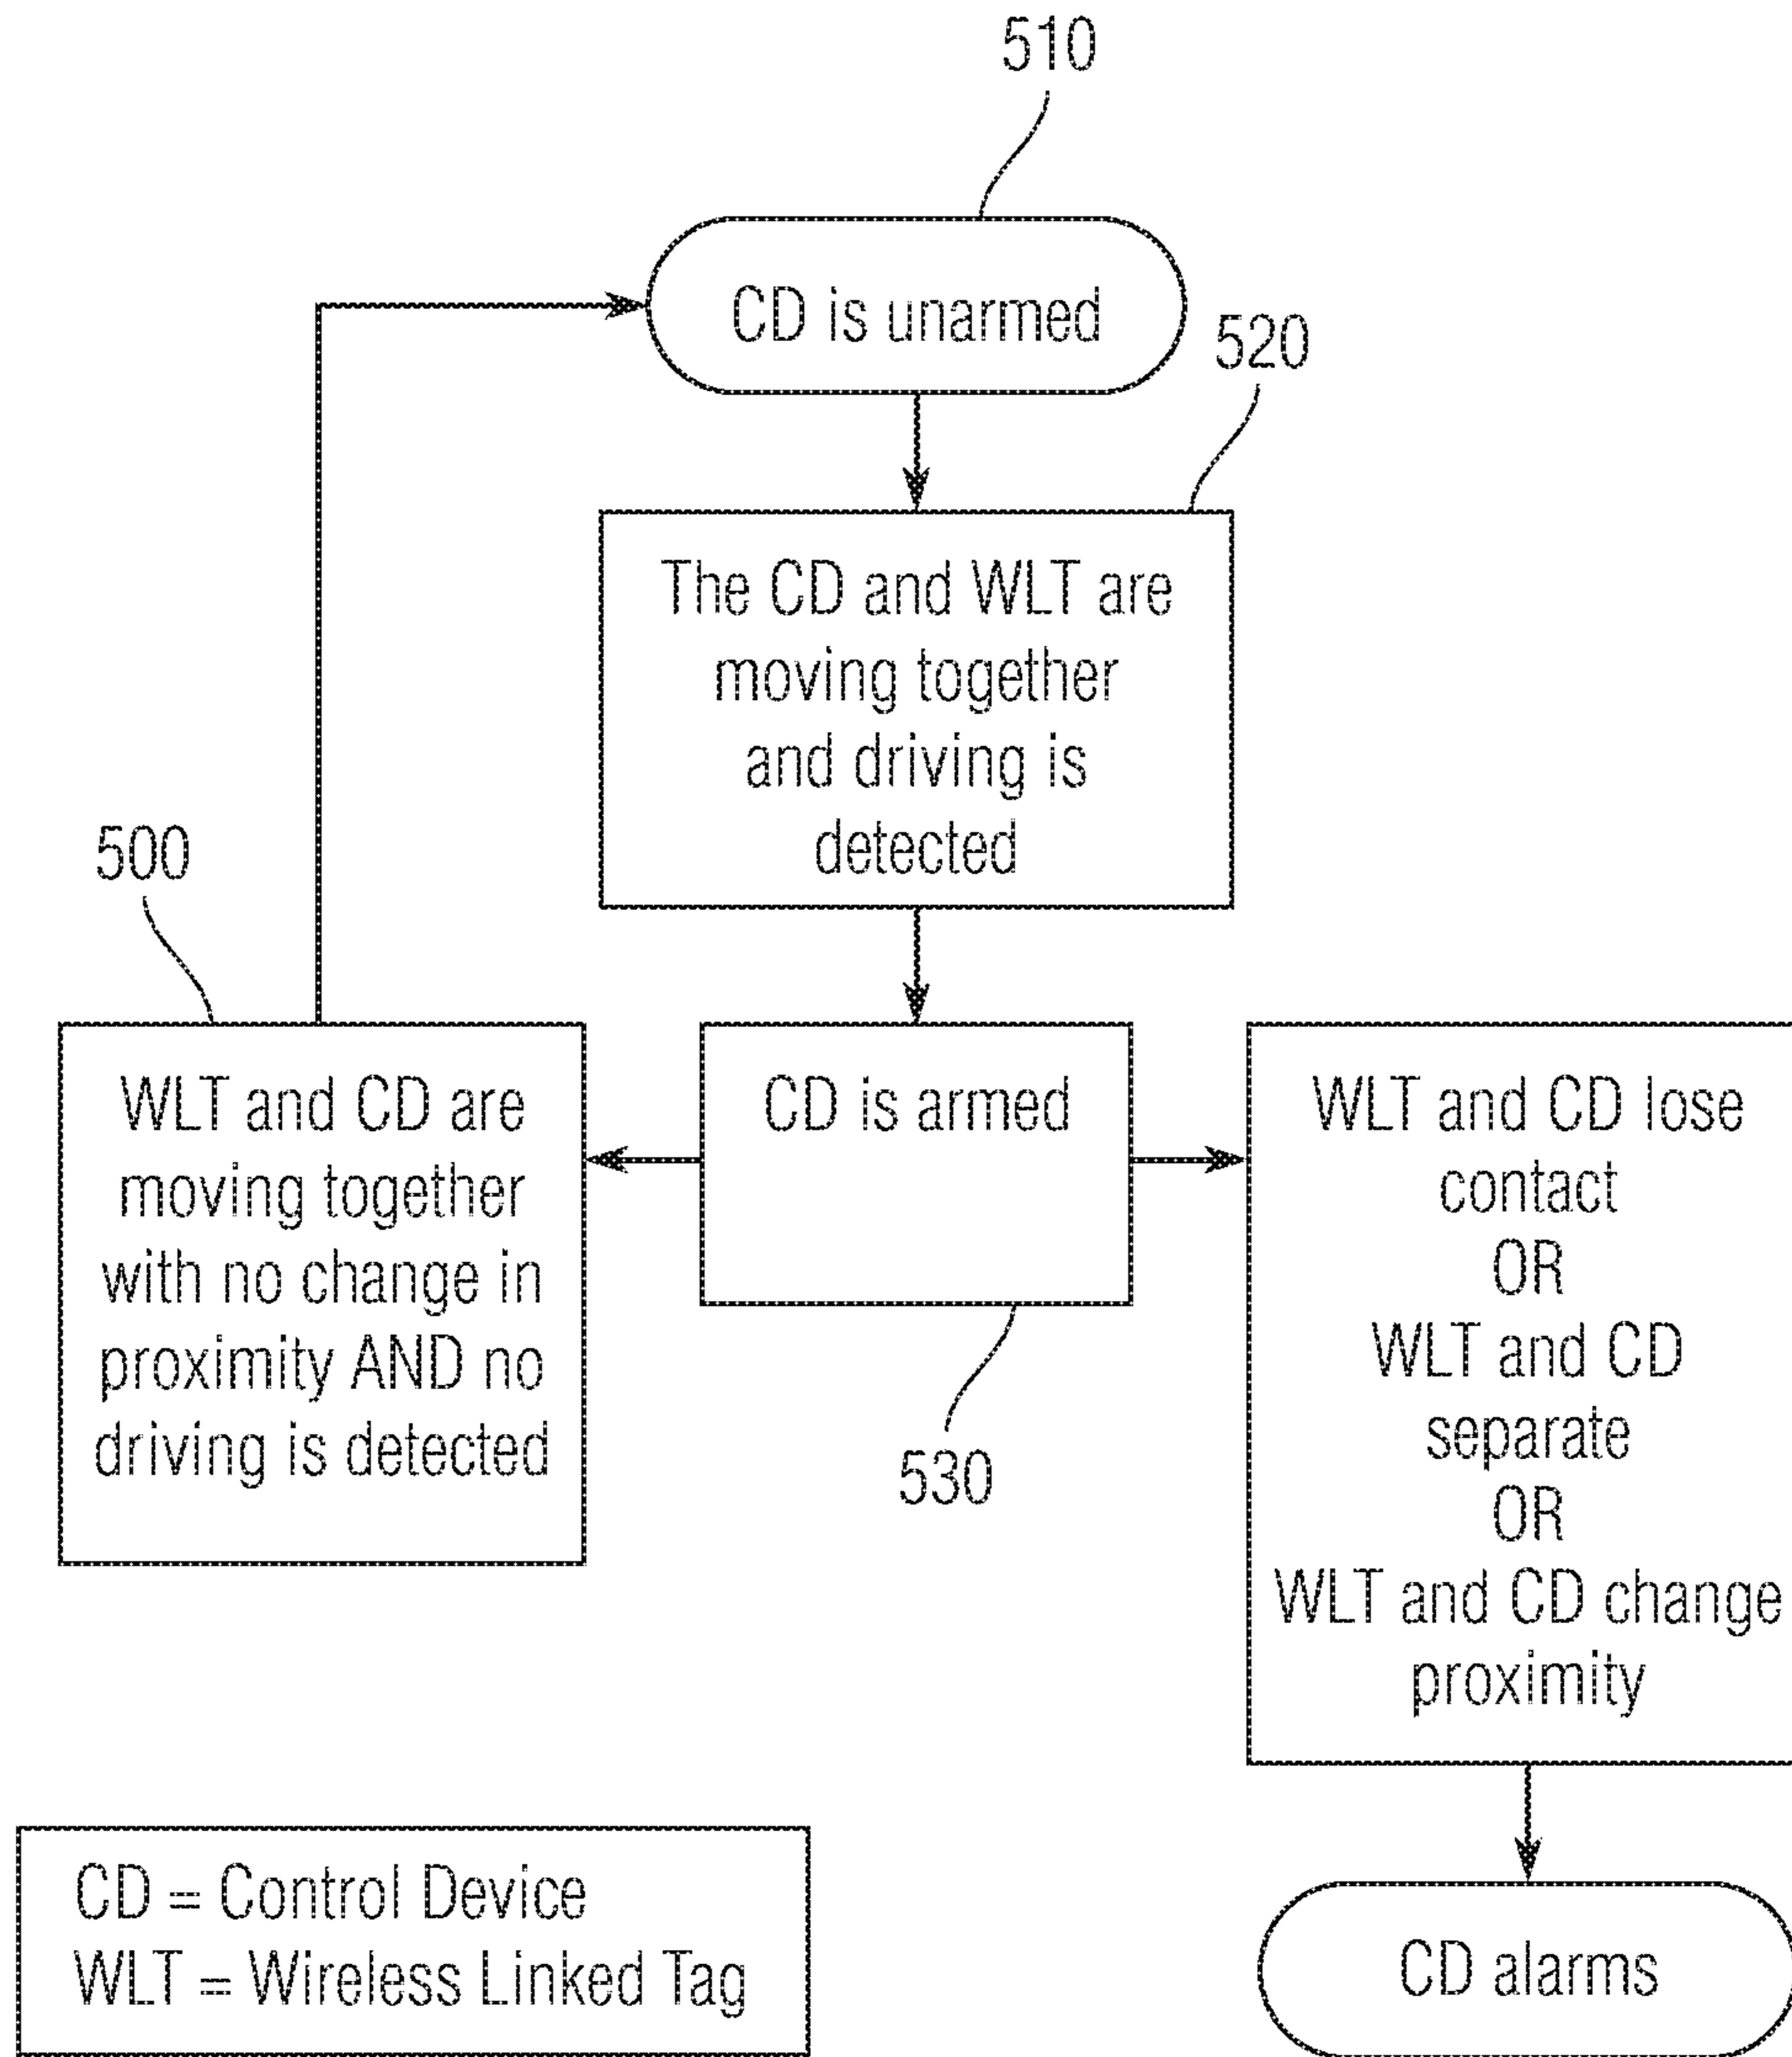 510
CD is unarmed
520
The CD and WLT are
moving together
and driving is
detected
500
WLT and CD are
moving together
with no change in
proximity AND no
driving is detected
CD is armed
530
WLT and CD lose
contact
OR
WLT and CD
separate
OR
WLT and CD change
proximity
CD alarms
CD = Control Device
WLT = Wireless Linked Tag